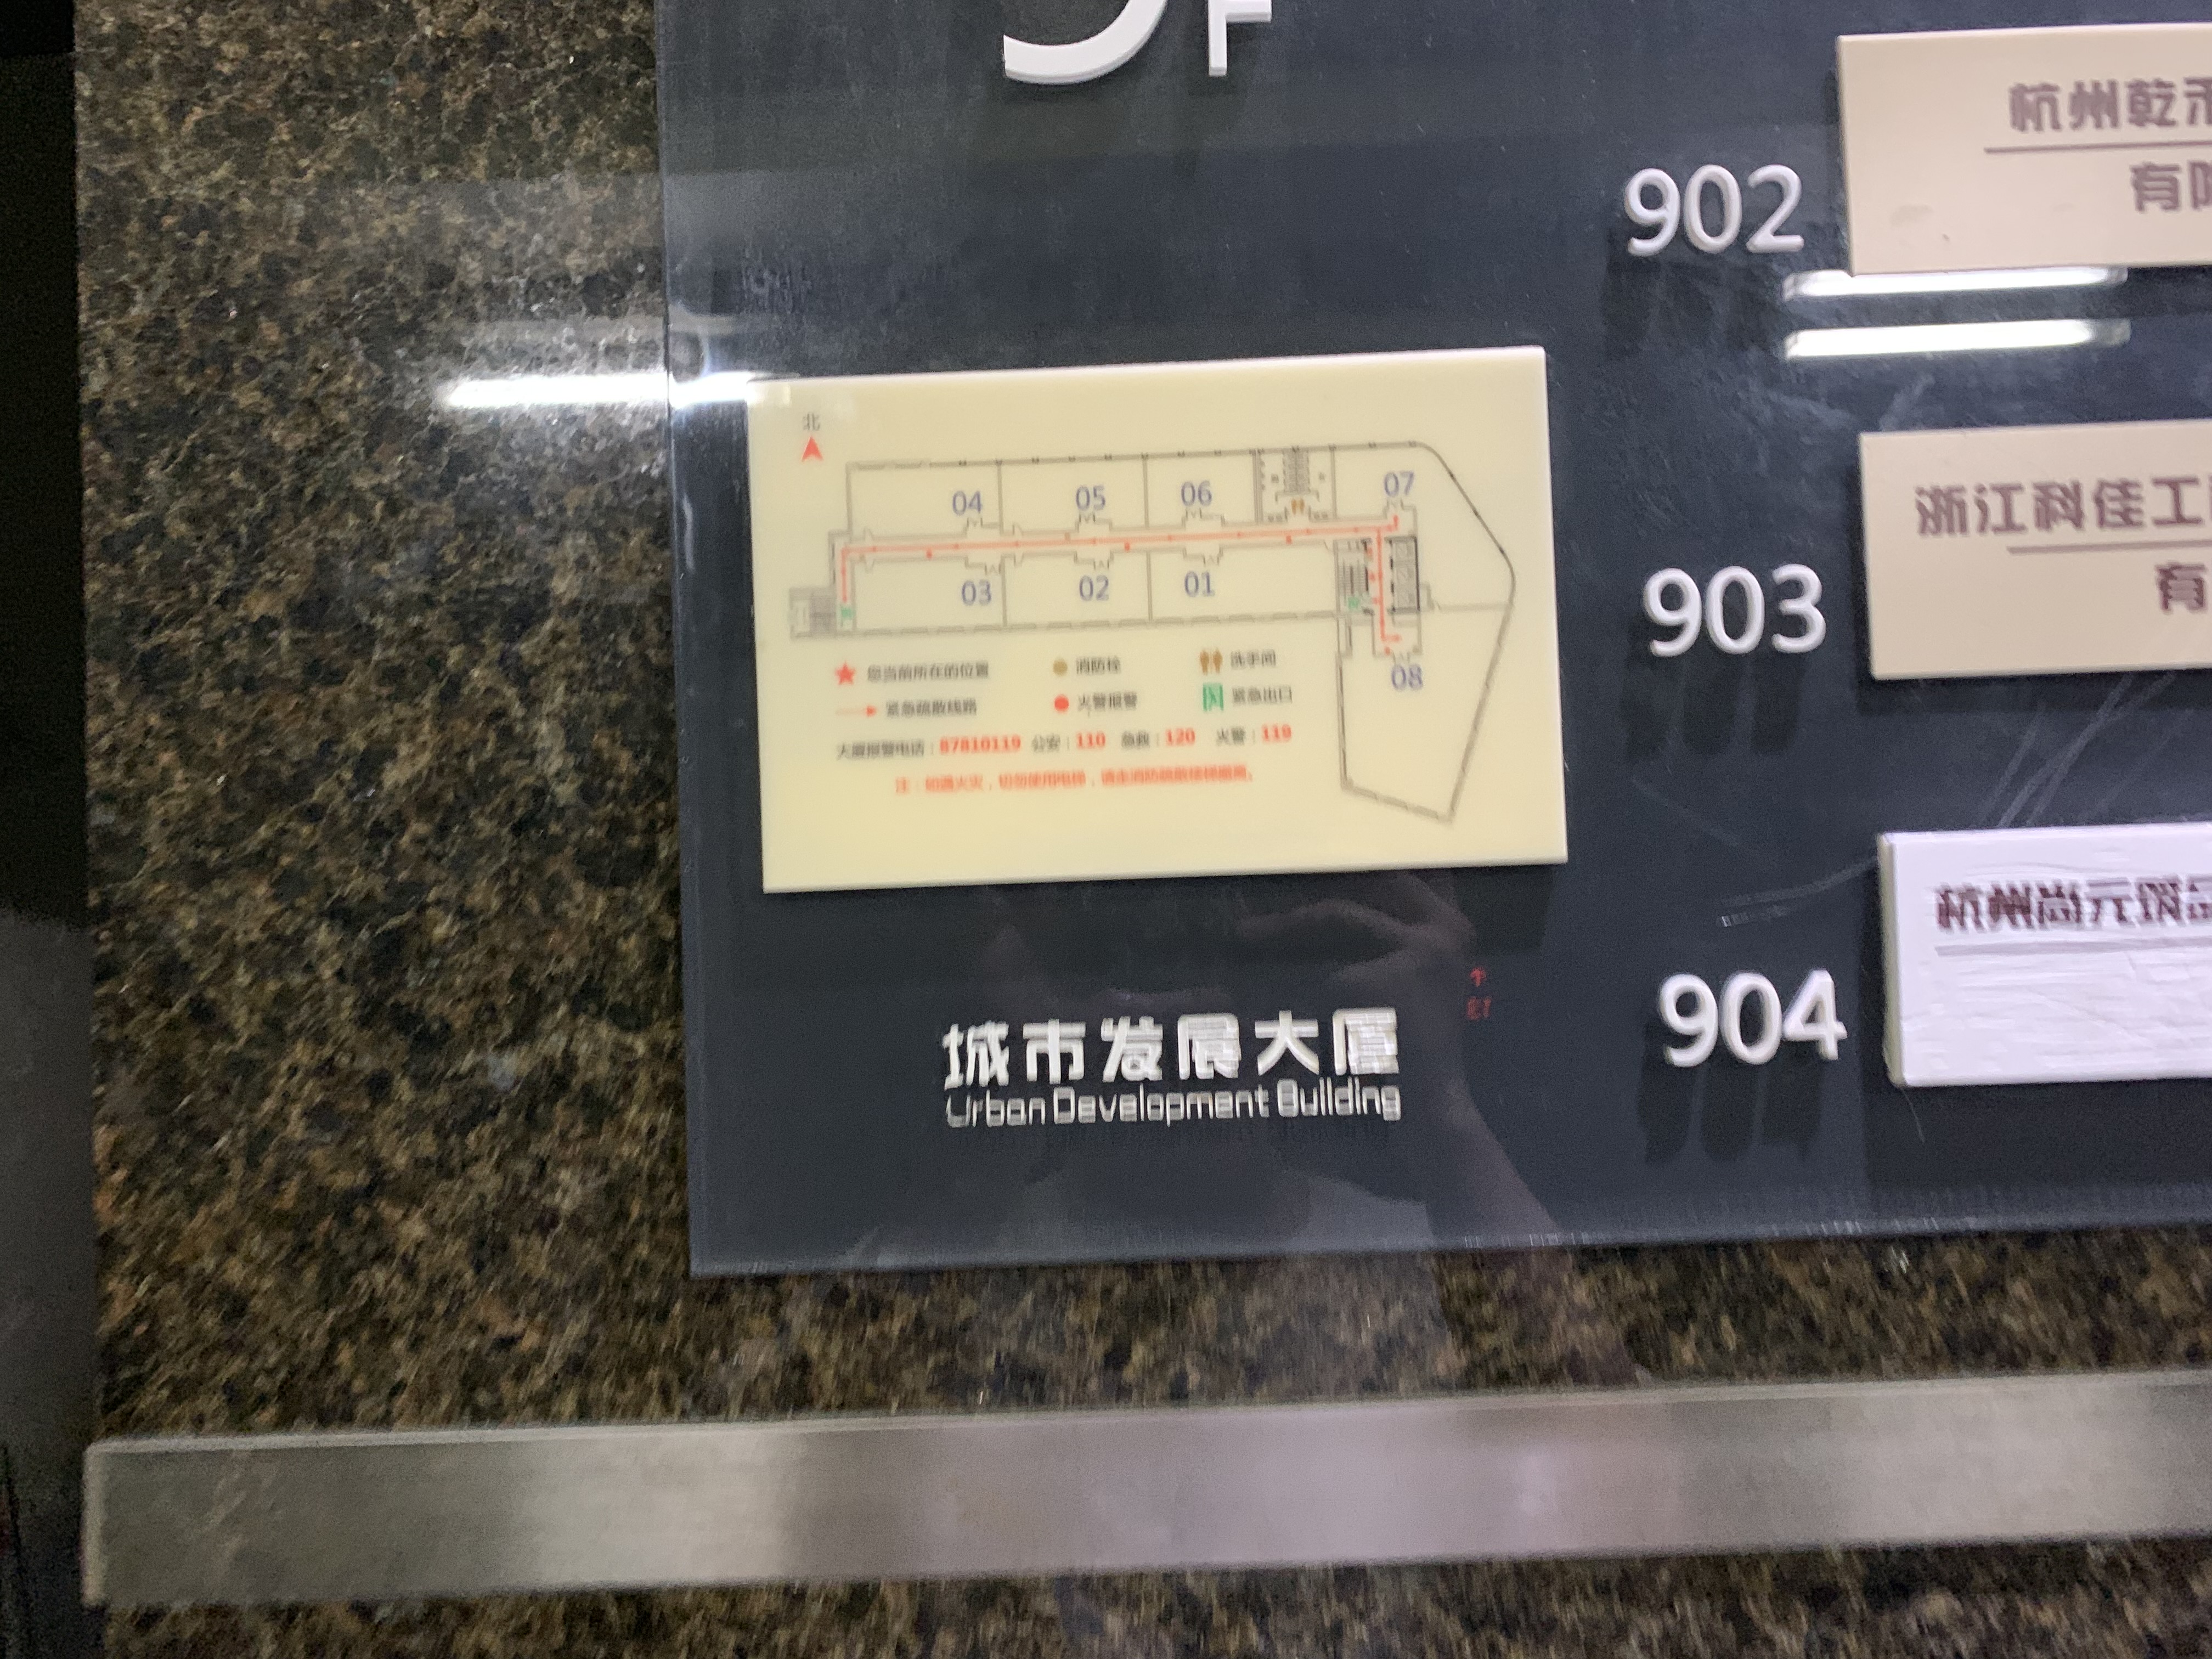 9F
902
杭州乾禾
有限
903
浙江科佳工
有
904
杭州尚元筑
北
04
05
06
07
03
02
01
08
您当前所在的位置
消防栓
洗手间
紧急疏散线路
火警报警
紧急出口
大厦报警电话：87810119 公安：110 急救：120 火警：119
注：如遇火灾，切勿使用电梯，请走消防疏散楼梯撤离。
城市发展大厦
Urban Development Building